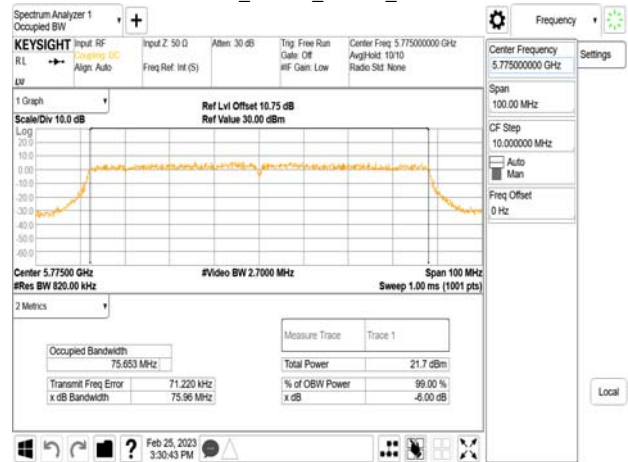 Spectrum Analyzer 1
Occupied BW
Frequency
KEYSIGHT Input: RF
Coupling: DC
Align: Auto
RL
LV
Input Z: 50 Ω
Freq Ref: Int (S)
Atten: 30 dB
Trig: Free Run
Gate: Off
#IF Gain: Low
Center Freq: 5.775000000 GHz
Avg|Hold: 10/10
Radio Std: None
Center Frequency
5.775000000 GHz
Settings
Span
100.00 MHz
CF Step
10.000000 MHz
Auto
Man
Freq Offset
0 Hz
1 Graph
Ref Lvl Offset 10.75 dB
Scale/Div 10.0 dB
Ref Value 30.00 dBm
Log
20.0
10.0
0.00
-10.0
-20.0
-30.0
-40.0
-50.0
-60.0
Center 5.77500 GHz
#Video BW 2.7000 MHz
Span 100 MHz
#Res BW 820.00 kHz
Sweep 1.00 ms (1001 pts)
2 Metrics
Measure Trace
Trace 1
Occupied Bandwidth
75.653 MHz
Total Power
21.7 dBm
Transmit Freq Error
71.220 kHz
% of OBW Power
99.00 %
x dB Bandwidth
75.96 MHz
x dB
-6.00 dB
Local
Feb 25, 2023
3:30:43 PM